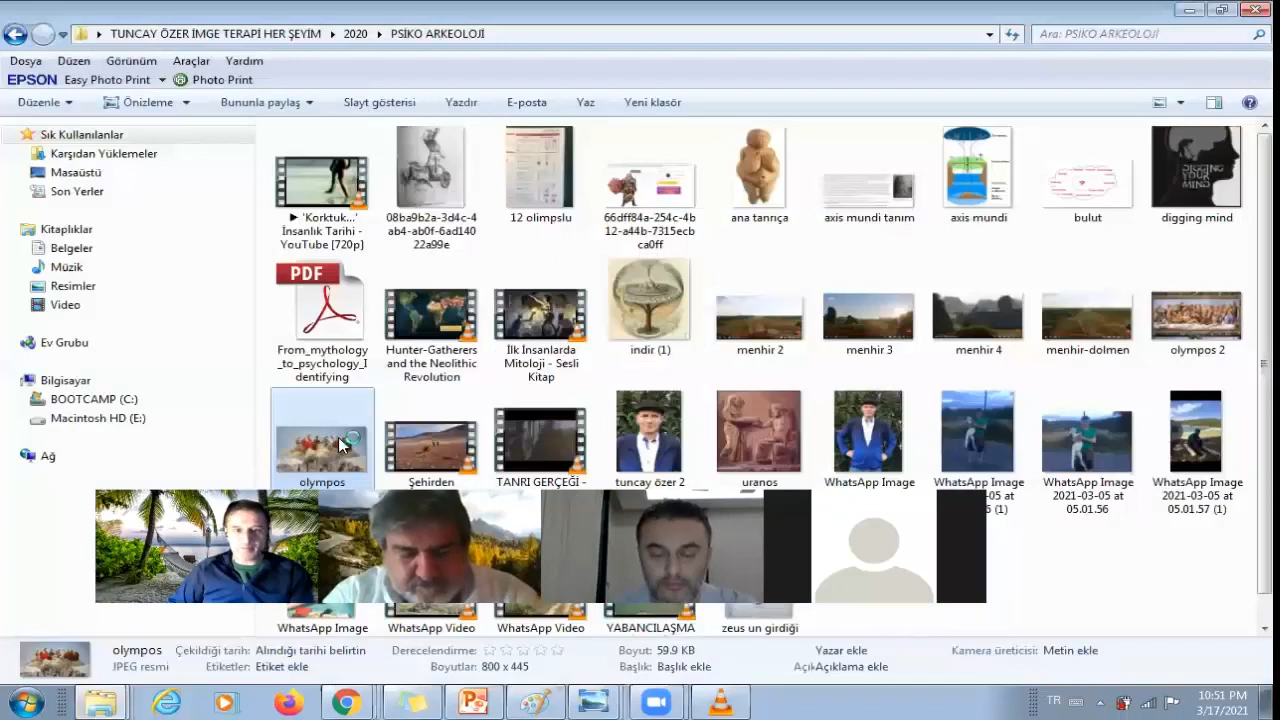 TUNCAY ÖZER İMGE TERAPİ HER ŞEYİM 2020 PSİKO ARKEOLOJİ
Ara: PSİKO ARKEOLOJİ
Dosya Düzen Görünüm Araçlar Yardım
EPSON Easy Photo Print Photo Print
Düzenle Önizleme Bununla paylaş Slayt gösterisi Yazdır E-posta Yaz Yeni klasör
Sık Kullanılanlar
Karşıdan Yüklemeler
Masaüstü
Son Yerler
Kitaplıklar
Belgeler
Müzik
Resimler
Video
Ev Grubu
Bilgisayar
BOOTCAMP (C:)
Macintosh HD (E:)
Ağ
'Korktuk...'
İnsanlık Tarihi -
YouTube [720p]
08ba9b2a-3d4c-4
ab4-ab0f-6ad140
22a99e
12 olimpslu
66dff84a-254c-4b
12-a44b-7315ecb
ca0ff
ana tanrıça
axis mundi tanım
axis mundi
bulut
DIGGING
YOUR
MIND
digging mind
PDF
From_mythology
_to_psychology_I
dentifying
Hunter-Gatherers
and the Neolithic
Revolution
İlk İnsanlarda
Mitoloji - Sesli
Kitap
indir (1)
menhir 2
menhir 3
menhir 4
menhir-dolmen
olympos 2
olympos
Şehirden
TANRI GERÇEĞİ -
tuncay özer 2
uranos
WhatsApp Image
WhatsApp Image
WhatsApp Image
2021-03-05 at
05.01.56
WhatsApp Image
2021-03-05 at
05.01.57 (1)
WhatsApp Image
WhatsApp Video
WhatsApp Video
YABANCILAŞMA
zeus un girdiği
olympos
JPEG resmi
Çekildiği tarih: Alındığı tarihi belirtin
Etiketler: Etiket ekle
Derecelendirme:
Boyutlar: 800 x 445
Boyut: 59.9 KB
Başlık: Başlık ekle
Yazar ekle
Açıklama ekle
Kamera üreticisi: Metin ekle
TR
10:51 PM
3/17/2021